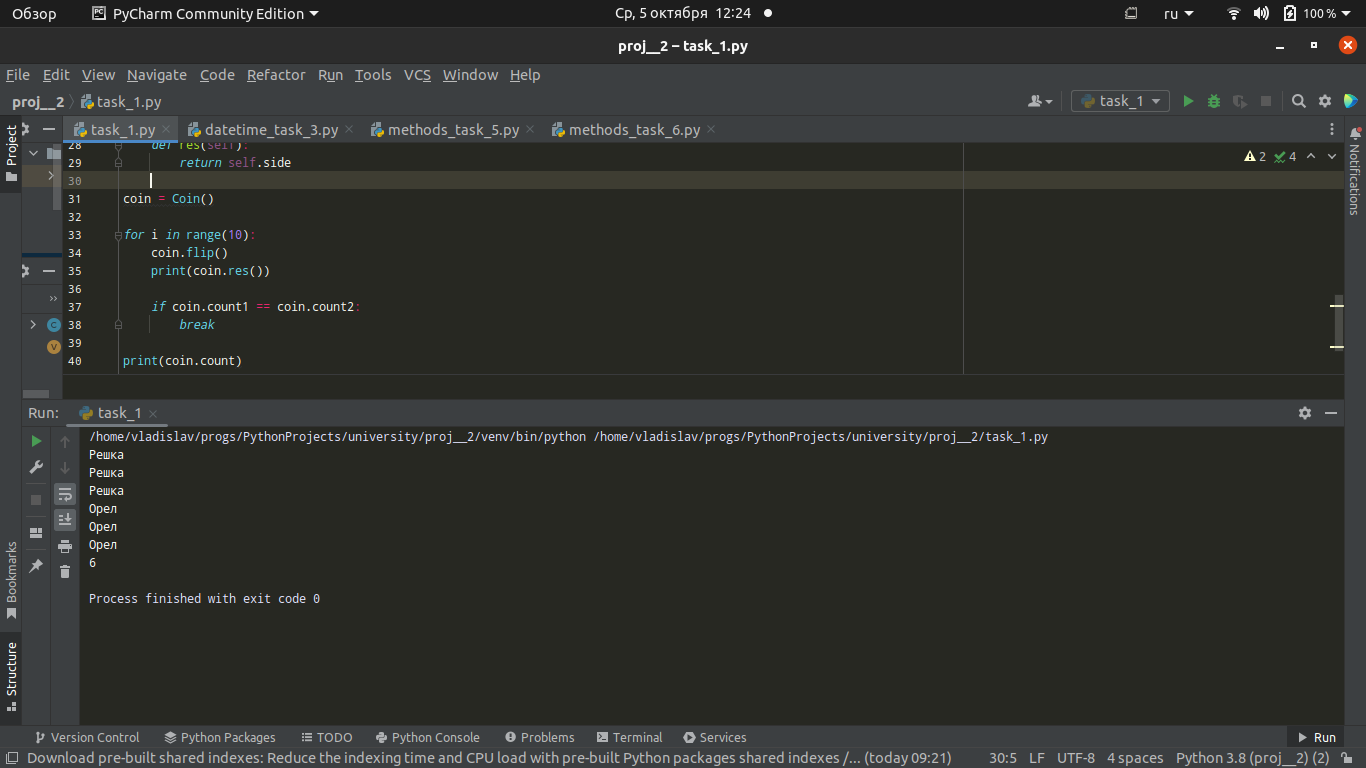 Обзор PyCharm Community Edition Ср, 5 октября 12:24 ru 100 %
proj__2 – task_1.py
File Edit View Navigate Code Refactor Run Tools VCS Window Help
proj__2 task_1.py task_1
Project
task_1.py datetime_task_3.py methods_task_5.py methods_task_6.py
Notifications
28 def res(self):
29 return self.side
2 4
30
31 coin = Coin()
32
33 for i in range(10):
34 coin.flip()
35 print(coin.res())
36
37 if coin.count1 == coin.count2:
38 break
39
40 print(coin.count)
Run: task_1
/home/vladislav/progs/PythonProjects/university/proj__2/venv/bin/python /home/vladislav/progs/PythonProjects/university/proj__2/task_1.py
Решка
Решка
Решка
Орел
Орел
Орел
6
Process finished with exit code 0
Bookmarks
Structure
Version Control Python Packages TODO Python Console Problems Terminal Services Run
Download pre-built shared indexes: Reduce the indexing time and CPU load with pre-built Python packages shared indexes /... (today 09:21) 30:5 LF UTF-8 4 spaces Python 3.8 (proj__2) (2)